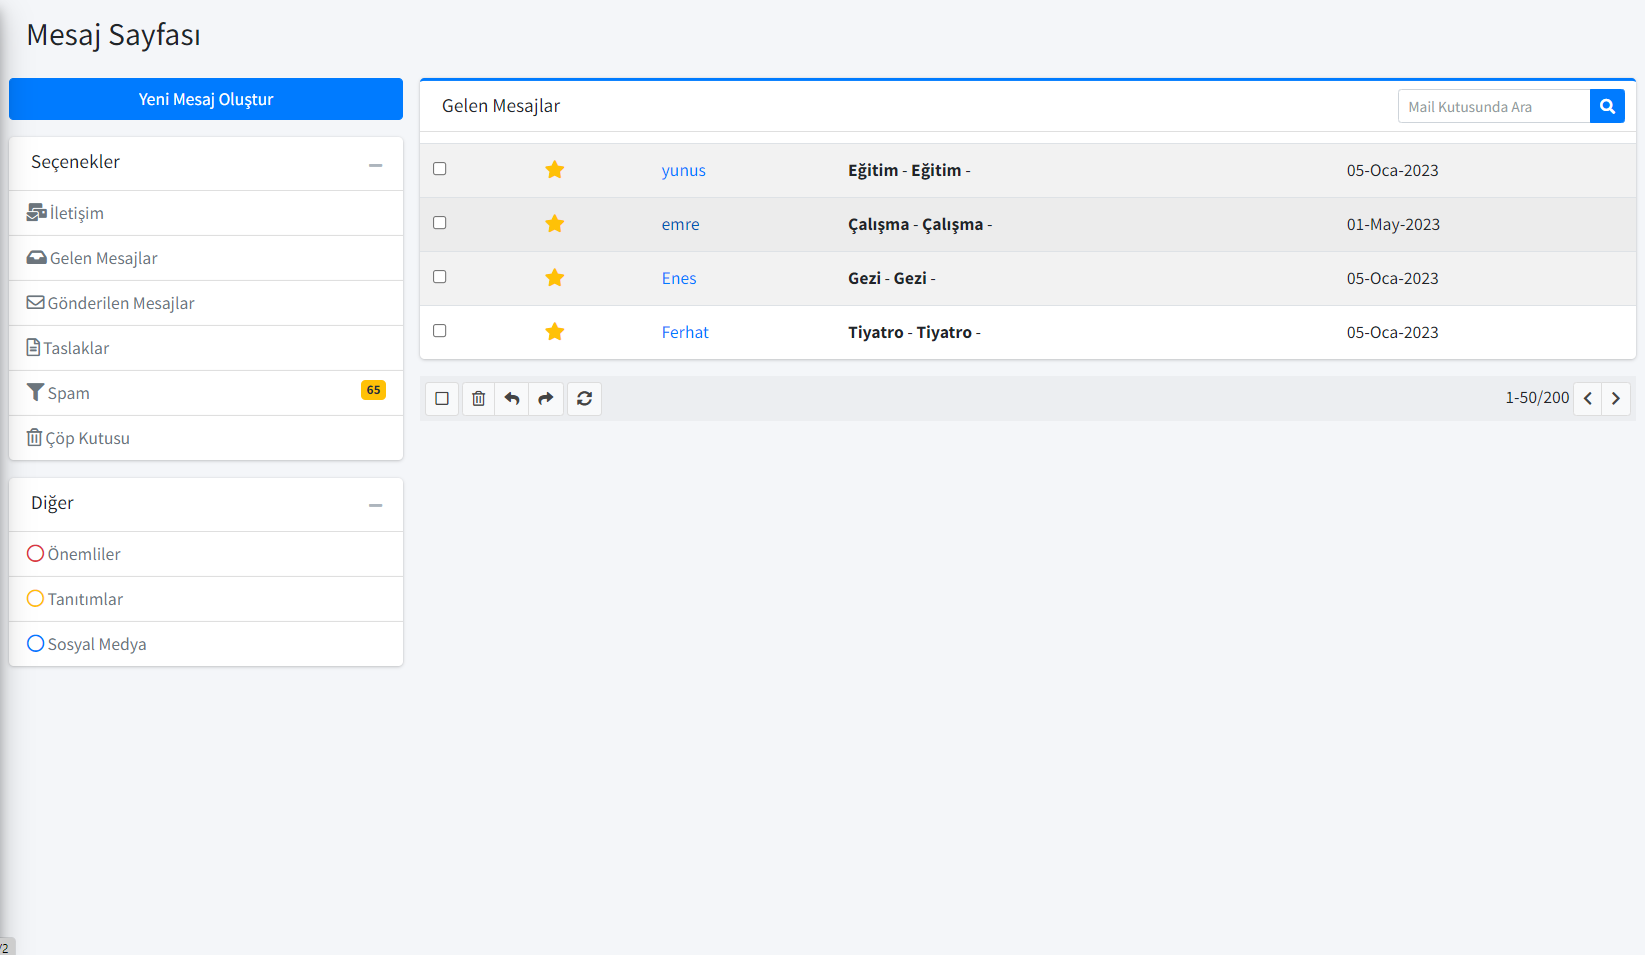 Mesaj Sayfası
Yeni Mesaj Oluştur
Seçenekler
İletişim
Gelen Mesajlar
Gönderilen Mesajlar
Taslaklar
Spam 65
Çöp Kutusu
Diğer
Önemliler
Tanıtımlar
Sosyal Medya
Gelen Mesajlar
Mail Kutusunda Ara
yunus Eğitim - Eğitim - 05-Oca-2023
emre Çalışma - Çalışma - 01-May-2023
Enes Gezi - Gezi - 05-Oca-2023
Ferhat Tiyatro - Tiyatro - 05-Oca-2023
1-50/200
/2